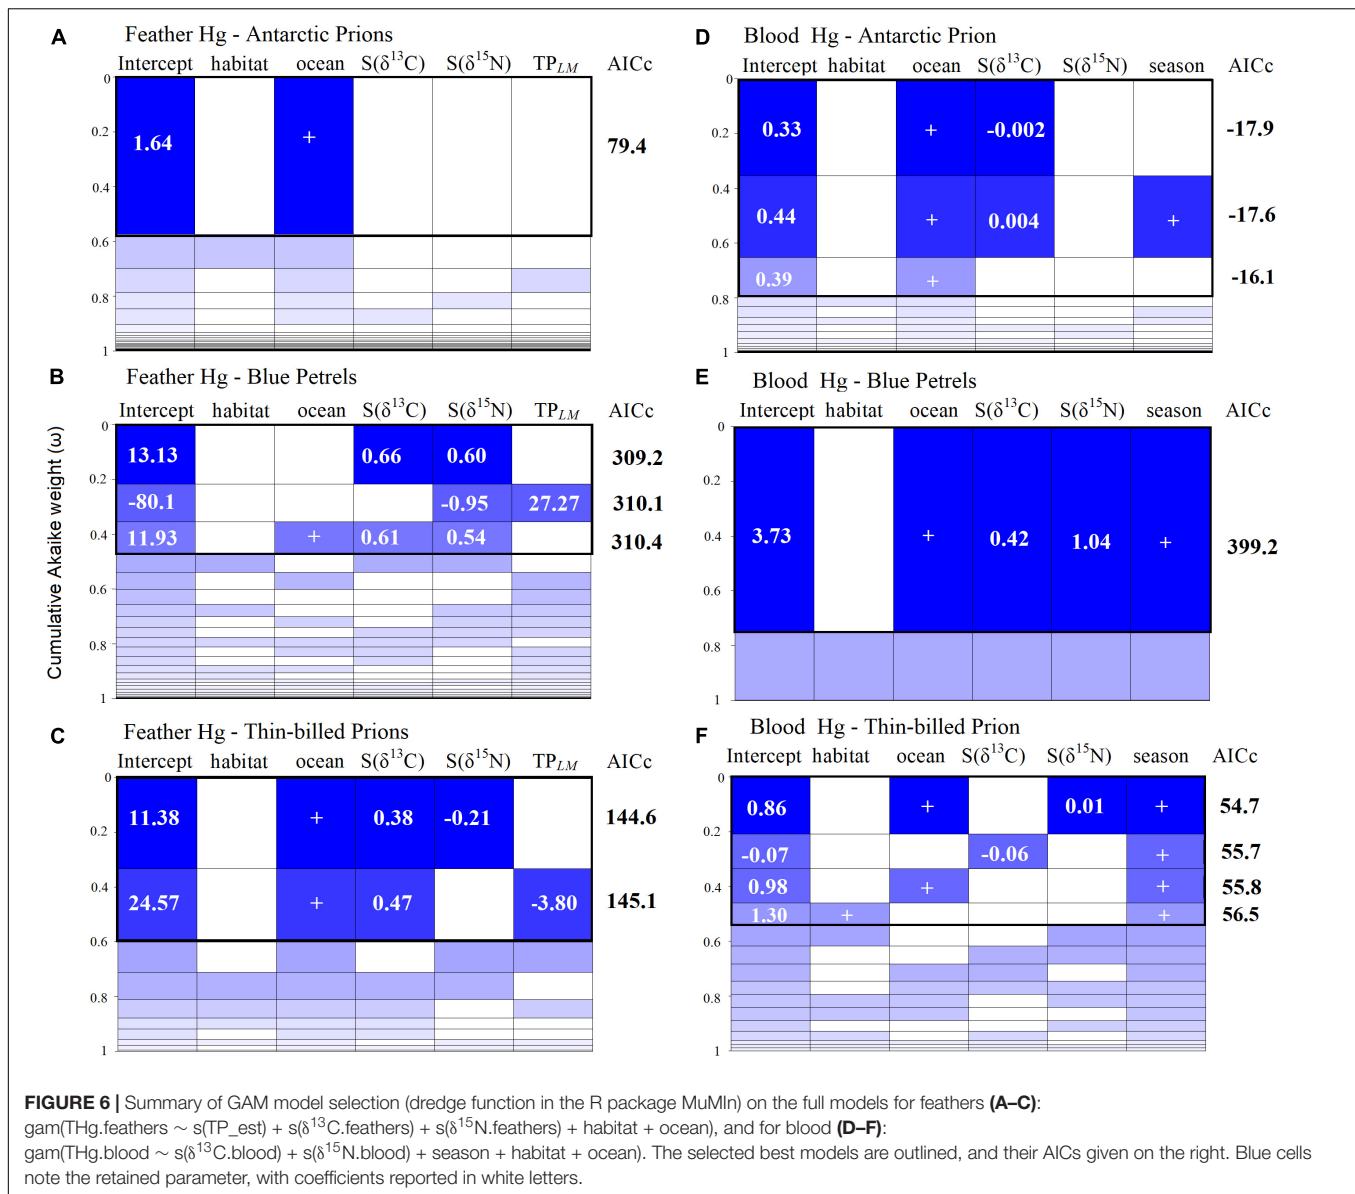 A Feather Hg - Antarctic Prions
Intercept habitat ocean S(δ¹³C) S(δ¹⁵N) TP_LM AICc
0
0.2
1.64 + 79.4
0.4
0.6
0.8
1
B Feather Hg - Blue Petrels
Intercept habitat ocean S(δ¹³C) S(δ¹⁵N) TP_LM AICc
0
13.13 0.66 0.60 309.2
0.2
-80.1 -0.95 27.27 310.1
0.4
11.93 + 0.61 0.54 310.4
0.6
0.8
1
Cumulative Akaike weight (ω)
C Feather Hg - Thin-billed Prions
Intercept habitat ocean S(δ¹³C) S(δ¹⁵N) TP_LM AICc
0
11.38 + 0.38 -0.21 144.6
0.2
0.4
24.57 + 0.47 -3.80 145.1
0.6
0.8
1
D Blood Hg - Antarctic Prion
Intercept habitat ocean S(δ¹³C) S(δ¹⁵N) season AICc
0
0.33 + -0.002 -17.9
0.2
0.4
0.44 + 0.004 + -17.6
0.6
0.39 + -16.1
0.8
1
E Blood Hg - Blue Petrels
Intercept habitat ocean S(δ¹³C) S(δ¹⁵N) season AICc
0
0.2
0.4
3.73 + 0.42 1.04 + 399.2
0.6
0.8
1
F Blood Hg - Thin-billed Prion
Intercept habitat ocean S(δ¹³C) S(δ¹⁵N) season AICc
0
0.86 + 0.01 + 54.7
0.2
-0.07 -0.06 + 55.7
0.4
0.98 + + 55.8
1.30 + + 56.5
0.6
0.8
1
FIGURE 6 | Summary of GAM model selection (dredge function in the R package MuMIn) on the full models for feathers (A–C):
gam(THg.feathers ~ s(TP_est) + s(δ¹³C.feathers) + s(δ¹⁵N.feathers) + habitat + ocean), and for blood (D–F):
gam(THg.blood ~ s(δ¹³C.blood) + s(δ¹⁵N.blood) + season + habitat + ocean). The selected best models are outlined, and their AICs given on the right. Blue cells
note the retained parameter, with coefficients reported in white letters.